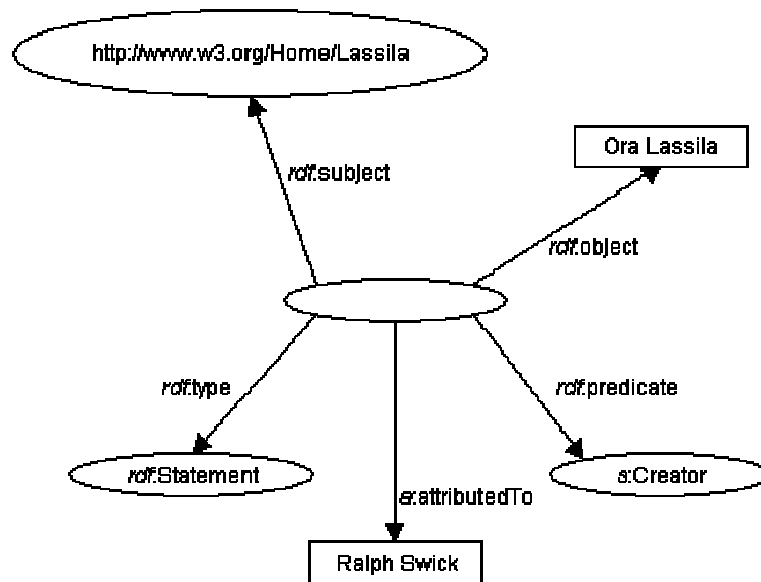 http://www.w3.org/Home/Lassila
Ora Lassila
rdf:subject
rdf:object
rdf:type
rdf:predicate
rdf:Statement
s:Creator
a:attributedTo
Ralph Swick